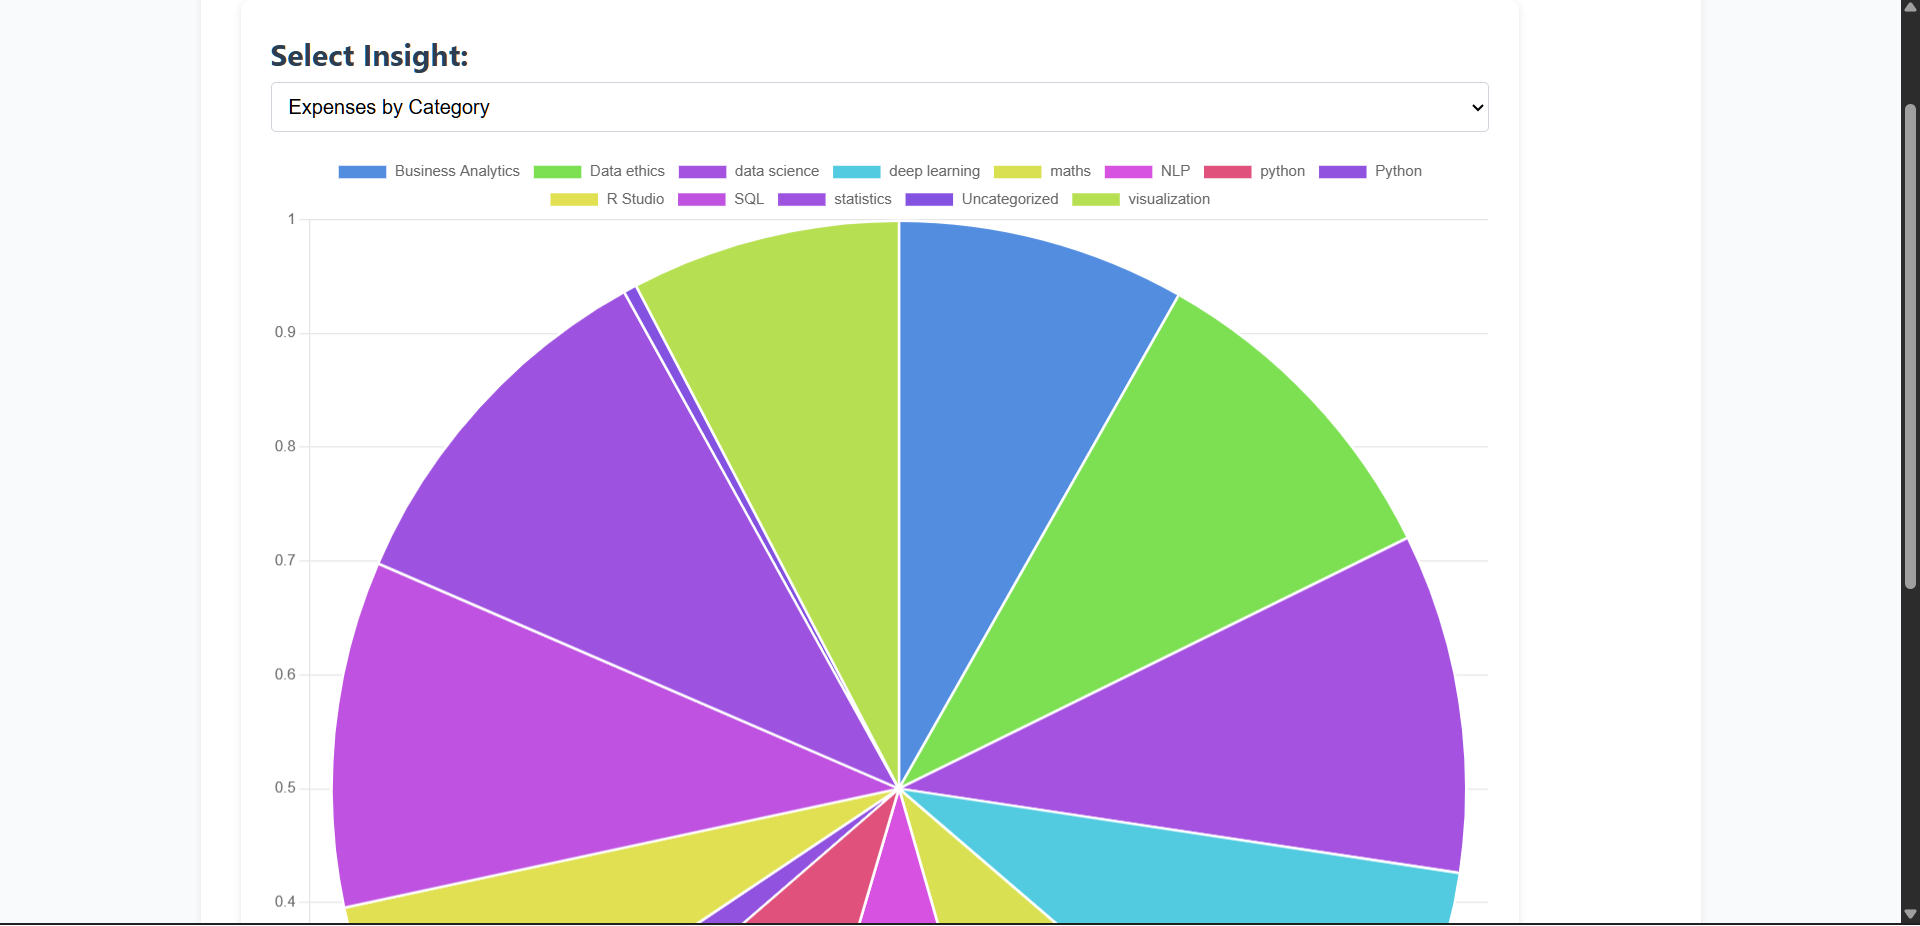 Select Insight:
Expenses by Category
Business Analytics Data ethics data science deep learning maths NLP python Python
R Studio SQL statistics Uncategorized visualization
1
0.9
0.8
0.7
0.6
0.5
0.4